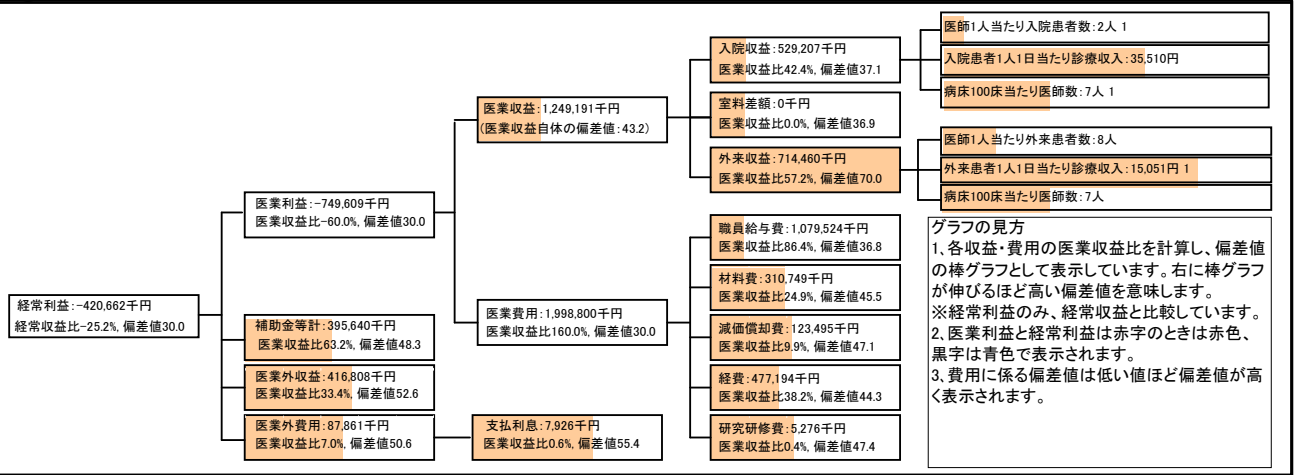 経常利益:-420,662千円
経常収益比-25.2%, 偏差値30.0
医業利益:-749,609千円
医業収益比-60.0%, 偏差値30.0
補助金等計:395,640千円
医業収益比63.2%, 偏差値48.3
医業外収益:416,808千円
医業収益比33.4%, 偏差値52.6
医業外費用:87,861千円
医業収益比7.0%, 偏差値50.6
支払利息:7,926千円
医業収益比0.6%, 偏差値55.4
医業収益:1,249,191千円
(医業収益自体の偏差値:43.2)
医業費用:1,998,800千円
医業収益比160.0%, 偏差値30.0
入院収益:529,207千円
医業収益比42.4%, 偏差値37.1
室料差額:0千円
医業収益比0.0%, 偏差値36.9
外来収益:714,460千円
医業収益比57.2%, 偏差値70.0
職員給与費:1,079,524千円
医業収益比86.4%, 偏差値36.8
材料費:310,749千円
医業収益比24.9%, 偏差値45.5
減価償却費:123,495千円
医業収益比9.9%, 偏差値47.1
経費:477,194千円
医業収益比38.2%, 偏差値44.3
研究研修費:5,276千円
医業収益比0.4%, 偏差値47.4
医師1人当たり入院患者数:2人 1
入院患者1人1日当たり診療収入:35,510円
病床100床当たり医師数:7人 1
医師1人当たり外来患者数:8人
外来患者1人1日当たり診療収入:15,051円 1
病床100床当たり医師数:7人
グラフの見方
1、各収益・費用の医業収益比を計算し、偏差値
の棒グラフとして表示しています。右に棒グラフ
が伸びるほど高い偏差値を意味します。
※経常利益のみ、経常収益と比較しています。
2、医業利益と経常利益は赤字のときは赤色、
黒字は青色で表示されます。
3、費用に係る偏差値は低い値ほど偏差値が高
く表示されます。